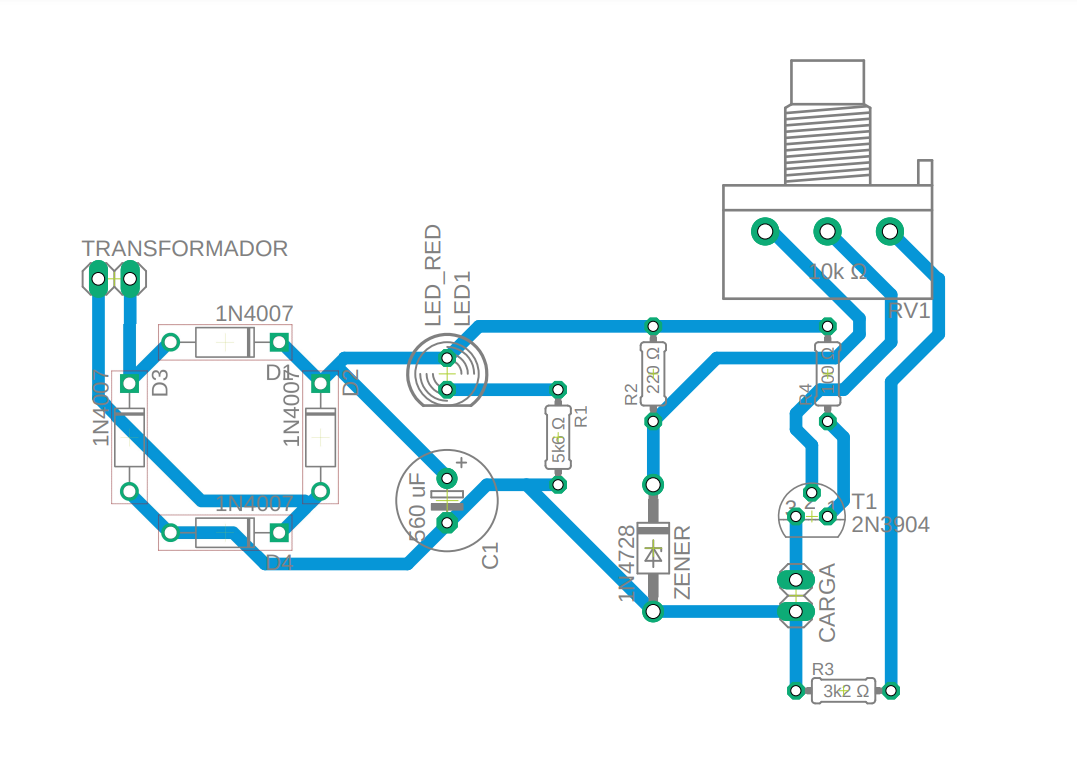 TRANSFORMADOR
LED_RED
LED1
10k Ω
RV1
1N4007
D1
D3
1N4007
1N4007
D2
1N4007
D4
R2
220 Ω
R4
100 Ω
5k6 Ω
R1
+
560 uF
C1
1N4728
ZENER
3
2
1
T1
2N3904
CARGA
R3
3k2 Ω